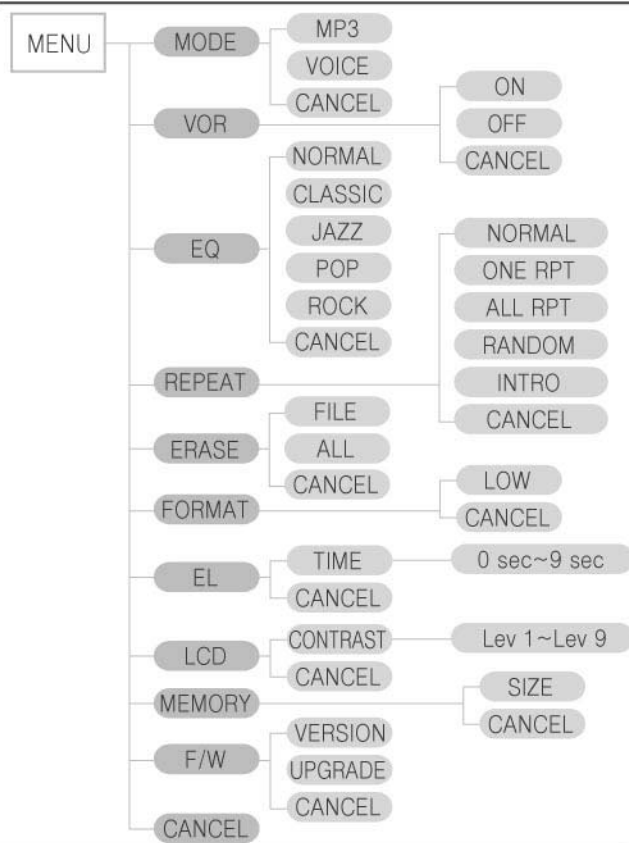 MENU
MODE
MP3
VOICE
CANCEL
VOR
ON
OFF
CANCEL
EQ
NORMAL
CLASSIC
JAZZ
POP
ROCK
CANCEL
REPEAT
NORMAL
ONE RPT
ALL RPT
RANDOM
INTRO
CANCEL
ERASE
FILE
ALL
CANCEL
FORMAT
LOW
CANCEL
EL
TIME
0 sec~9 sec
CANCEL
LCD
CONTRAST
Lev 1~Lev 9
CANCEL
MEMORY
SIZE
CANCEL
F/W
VERSION
UPGRADE
CANCEL
CANCEL